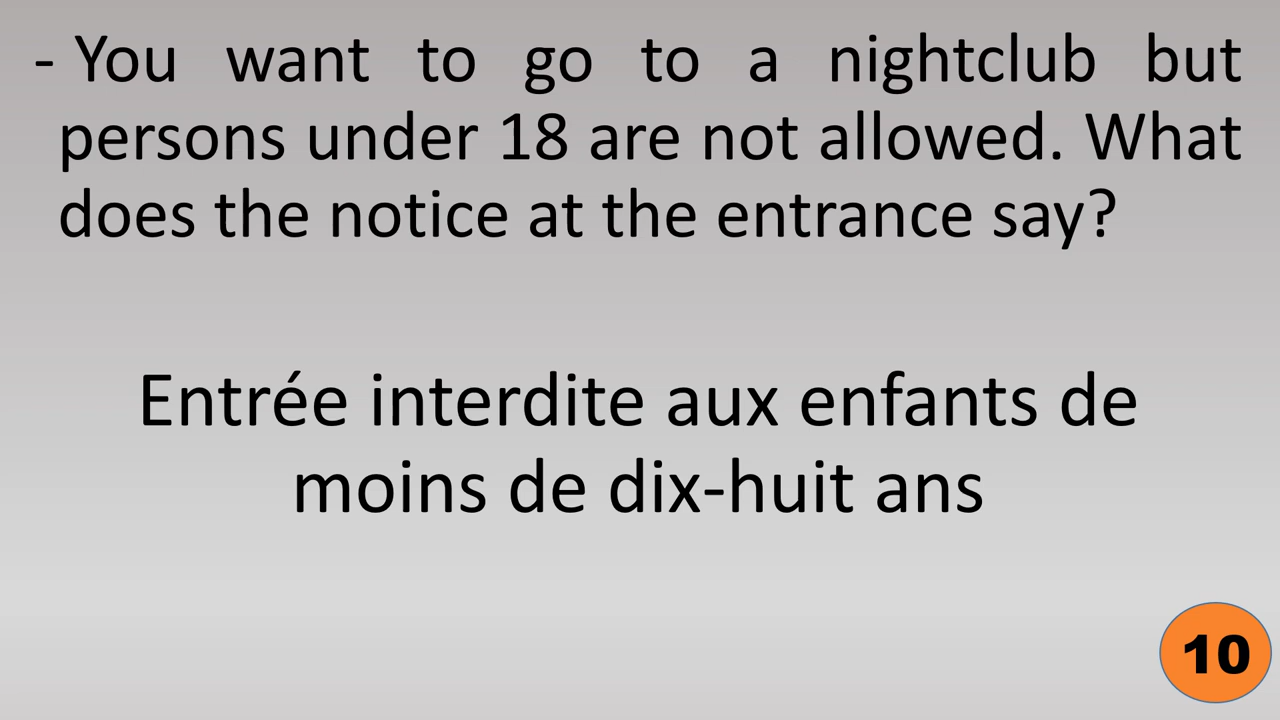 - You want to go to a nightclub but
persons under 18 are not allowed. What
does the notice at the entrance say?
Entrée interdite aux enfants de
moins de dix-huit ans
10